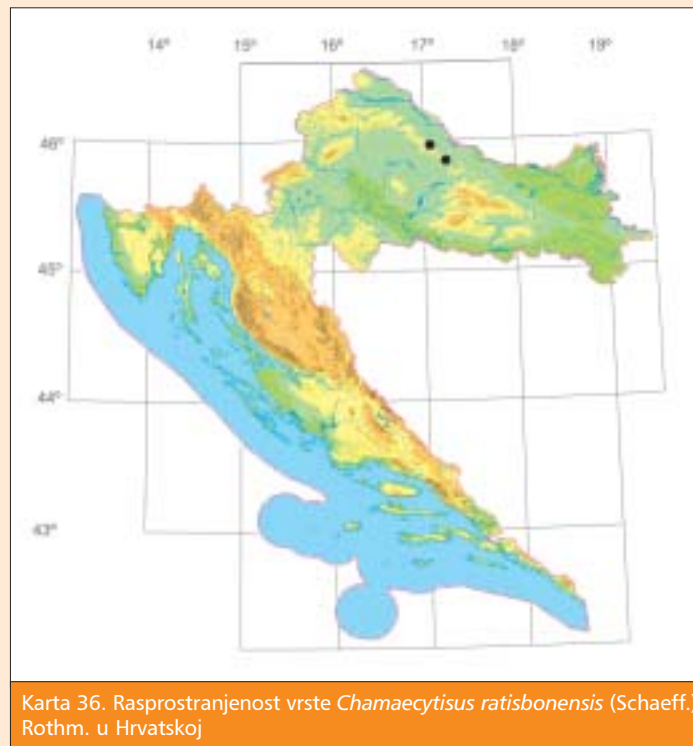 14° 15° 16° 17° 18° 19°
46°
45°
44°
43°
Karta 36. Rasprostranjenost vrste Chamaecytisus ratisbonensis (Schaeff.)
Rothm. u Hrvatskoj